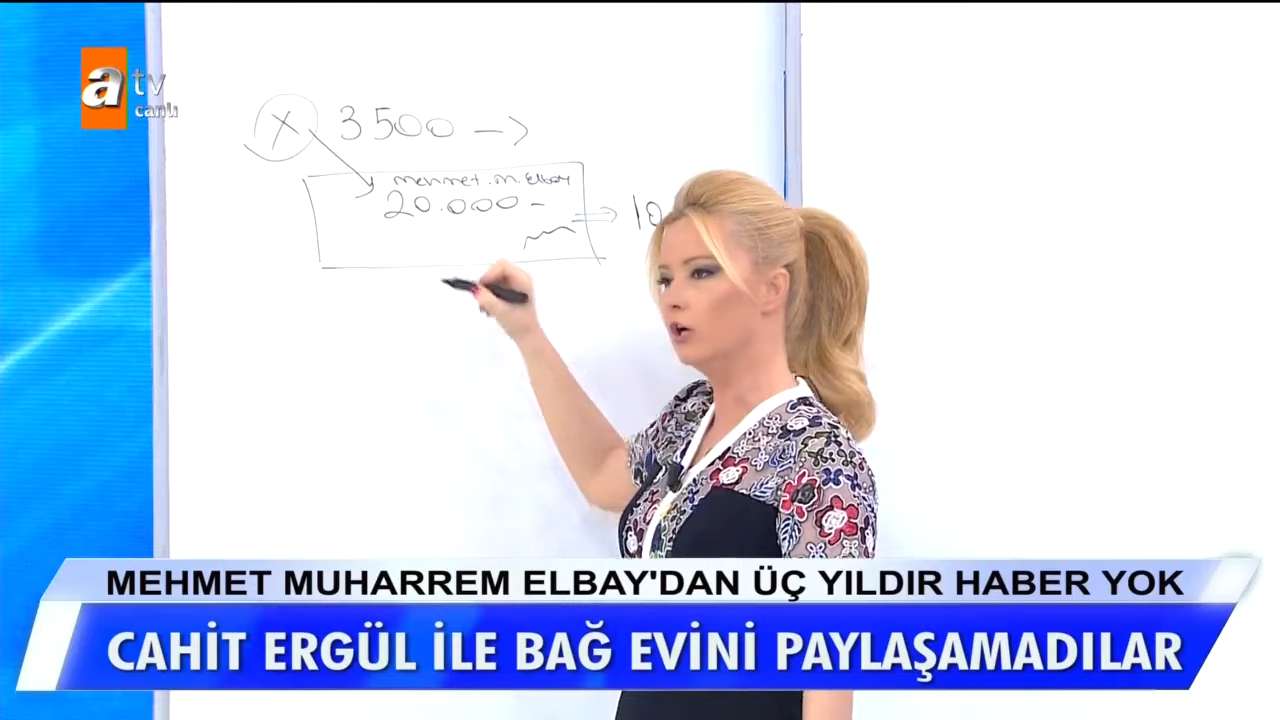 atv
canlı
X 3500 →
mehmet.m.elbay
20.000 -
10
MEHMET MUHARREM ELBAY'DAN ÜÇ YILDIR HABER YOK
CAHİT ERGÜL İLE BAĞ EVİNİ PAYLAŞAMADILAR